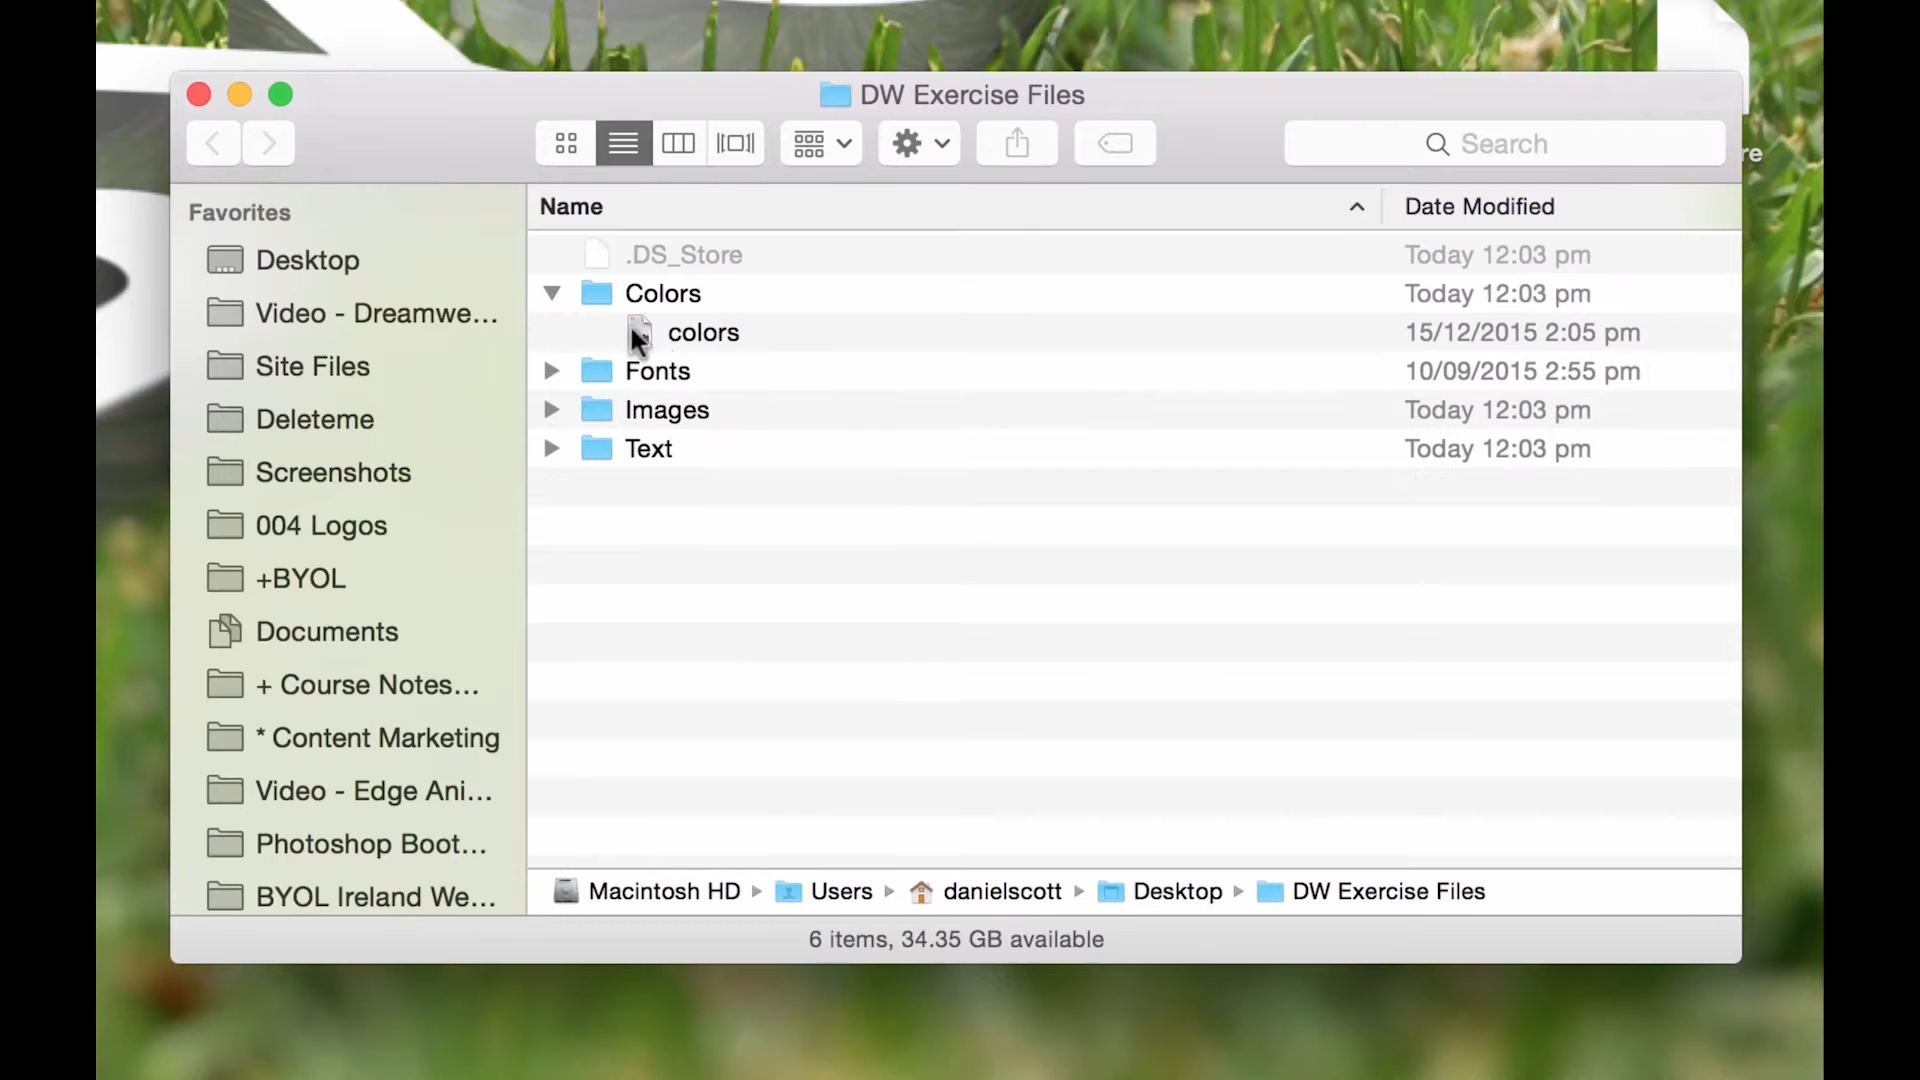 DW Exercise Files
Search
re
Favorites
Desktop
Video - Dreamwe...
Site Files
Deleteme
Screenshots
004 Logos
+BYOL
Documents
+ Course Notes...
* Content Marketing
Video - Edge Ani...
Photoshop Boot...
BYOL Ireland We...
Name Date Modified
.DS_Store Today 12:03 pm
Colors Today 12:03 pm
colors 15/12/2015 2:05 pm
Fonts 10/09/2015 2:55 pm
Images Today 12:03 pm
Text Today 12:03 pm
Macintosh HD Users danielscott Desktop DW Exercise Files
6 items, 34.35 GB available